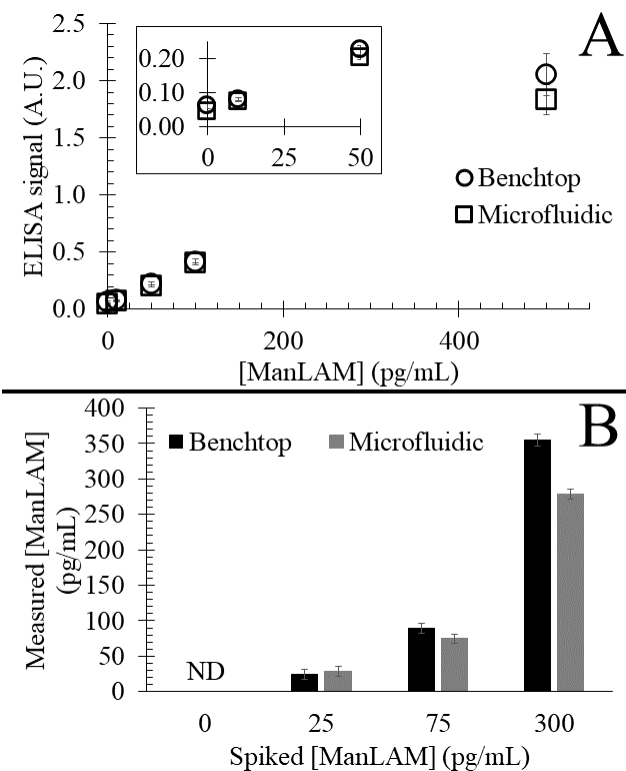 A
2.5
2.0
1.5
1.0
0.5
0.0
ELISA signal (A.U.)
0.20
0.10
0.00
0 25 50
Benchtop
Microfluidic
0 200 400
[ManLAM] (pg/mL)
B
400
350
300
250
200
150
100
50
0
Measured [ManLAM]
(pg/mL)
Benchtop Microfluidic
ND
0 25 75 300
Spiked [ManLAM] (pg/mL)